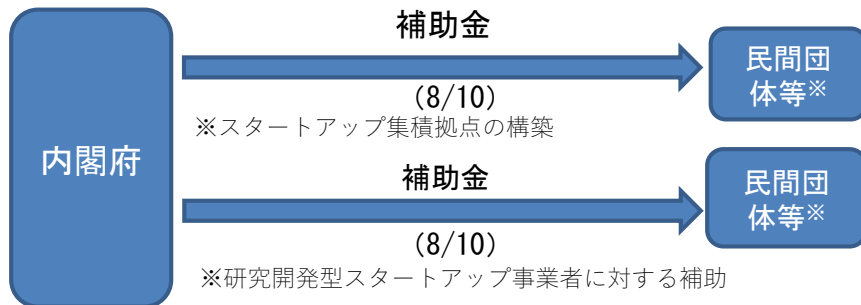 内閣府
補助金
(8/10)
※スタートアップ集積拠点の構築
民間団
体等※
補助金
(8/10)
※研究開発型スタートアップ事業者に対する補助
民間団
体等※